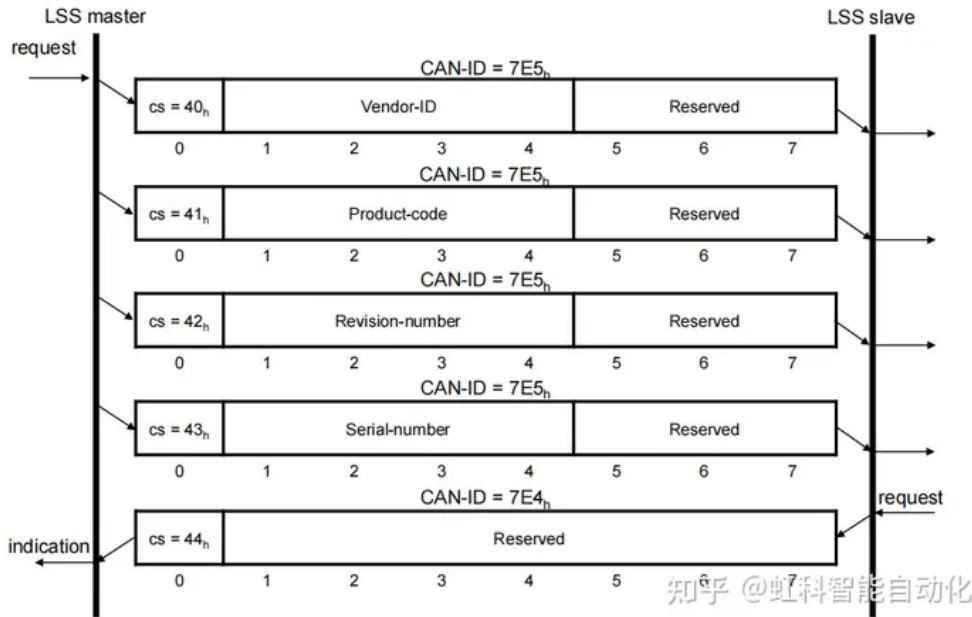 LSS master LSS slave
request
CAN-ID = 7E5h
cs = 40h Vendor-ID Reserved
0 1 2 3 4 5 6 7
CAN-ID = 7E5h
cs = 41h Product-code Reserved
0 1 2 3 4 5 6 7
CAN-ID = 7E5h
cs = 42h Revision-number Reserved
0 1 2 3 4 5 6 7
CAN-ID = 7E5h
cs = 43h Serial-number Reserved
0 1 2 3 4 5 6 7
CAN-ID = 7E4h
request
cs = 44h Reserved
indication
0 1 2 3 4 5 6 7
知乎 @虹科智能自动化